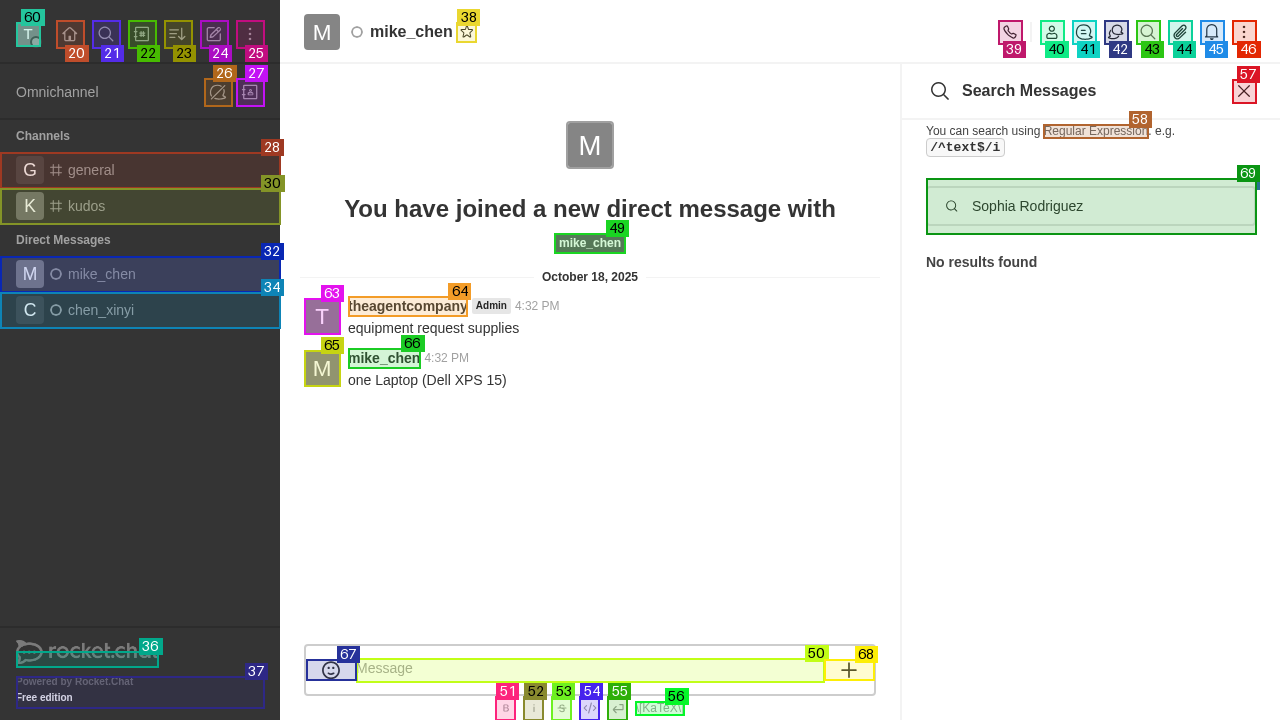 60
T
20
21
22
23
24
25
M
mike_chen
38
39
40
41
42
43
44
45
46
Omnichannel
26
27
Search Messages
57
You can search using Regular Expression. e.g.
58
/^text$/i
Channels
28
G general
30
K kudos
Direct Messages
32
M mike_chen
34
C chen_xinyi
M
You have joined a new direct message with
49
mike_chen
October 18, 2025
63
64
T
theagentcompany Admin 4:32 PM
equipment request supplies
65
66
M
mike_chen 4:32 PM
one Laptop (Dell XPS 15)
69
Sophia Rodriguez
No results found
36
rocket.chat
37
Powered by Rocket.Chat
Free edition
67
50
68
Message
51
52
53
54
55
56
B
i
S
</>
\[KaTeX\]